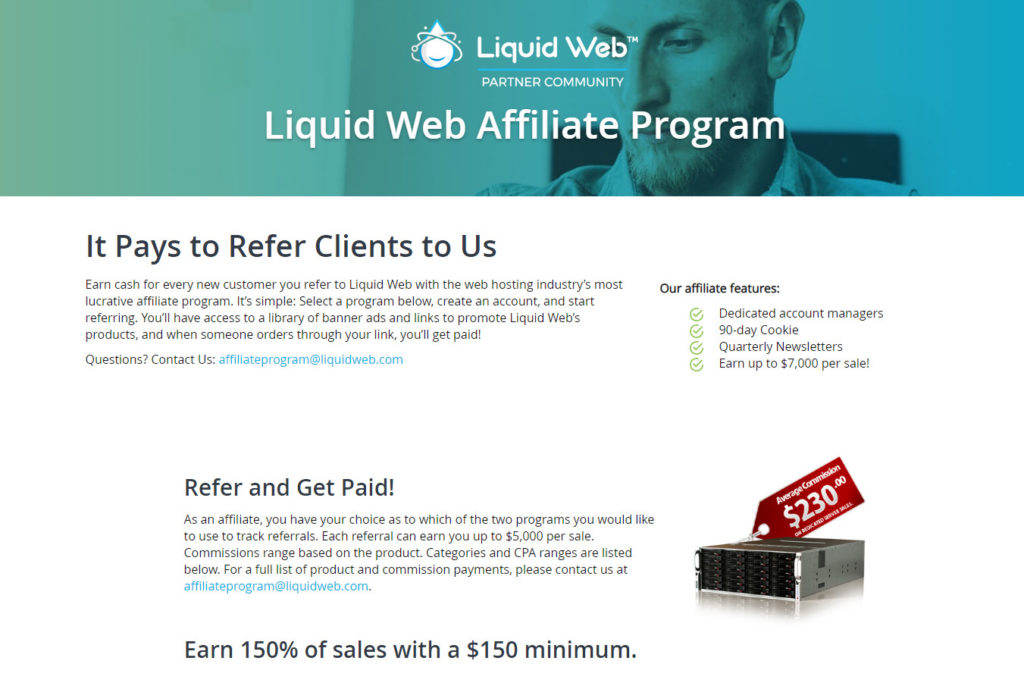 Liquid Web™
PARTNER COMMUNITY
Liquid Web Affiliate Program
It Pays to Refer Clients to Us
Earn cash for every new customer you refer to Liquid Web with the web hosting industry's most
lucrative affiliate program. It's simple: Select a program below, create an account, and start
referring. You'll have access to a library of banner ads and links to promote Liquid Web's
products, and when someone orders through your link, you'll get paid!
Questions? Contact Us: affiliateprogram@liquidweb.com
Our affiliate features:
Dedicated account managers
90-day Cookie
Quarterly Newsletters
Earn up to $7,000 per sale!
Refer and Get Paid!
As an affiliate, you have your choice as to which of the two programs you would like
to use to track referrals. Each referral can earn you up to $5,000 per sale.
Commissions range based on the product. Categories and CPA ranges are listed
below. For a full list of product and commission payments, please contact us at
affiliateprogram@liquidweb.com.
Average Commission
$230.00
ON DEDICATED SERVER SALES.
Earn 150% of sales with a $150 minimum.